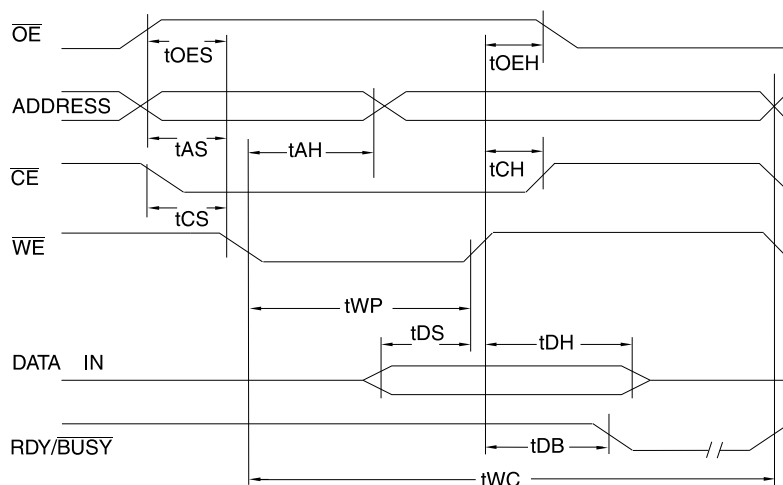 OE
tOES
tOEH
ADDRESS
tAS
tAH
tCH
CE
tCS
WE
tWP
tDS
tDH
DATA IN
RDY/BUSY
tDB
tWC